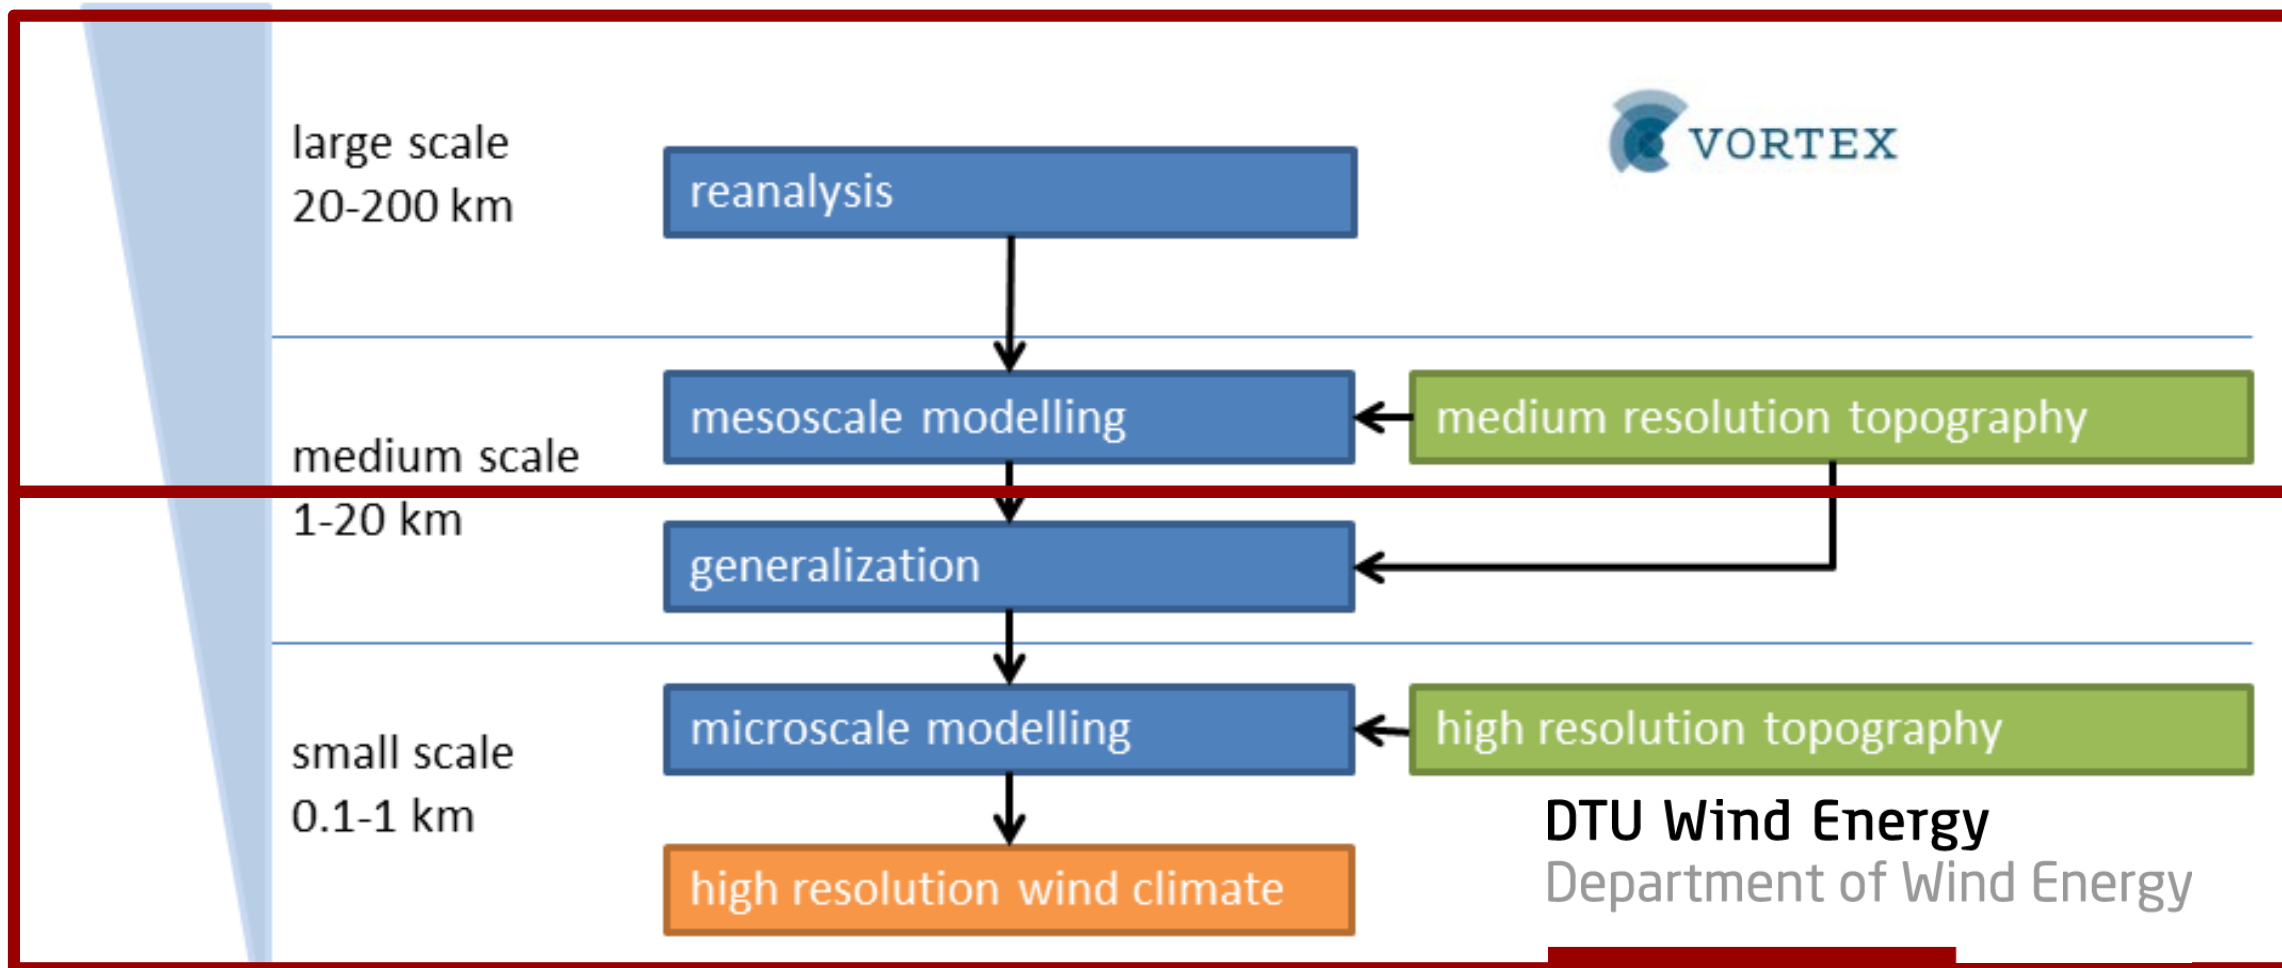 large scale
20-200 km
reanalysis
VORTEX
medium scale
1-20 km
mesoscale modelling
medium resolution topography
generalization
small scale
0.1-1 km
microscale modelling
high resolution topography
high resolution wind climate
DTU Wind Energy
Department of Wind Energy